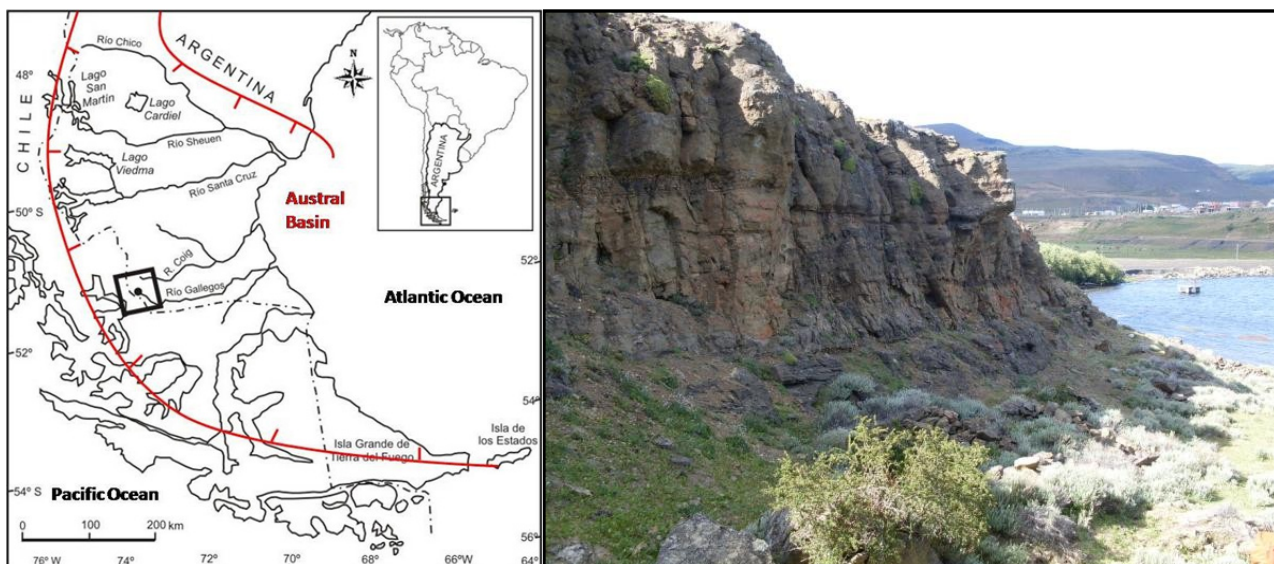 Río Chico
ARGENTINA
N
48º
CHILE
Lago
San
Martín
Lago
Cardiel
Río Sheuen
Lago
Viedma
Río Santa Cruz
ARGENTINA
Austral
Basin
50º S
R. Coig
Río Gallegos
52º
Atlantic Ocean
52º
54º
Isla de
los Estados
Isla Grande de
Tierra del Fuego
54º S
Pacific Ocean
0 100 200 km
56º
76º W 74º 72º 70º 68º 66ºW 64º